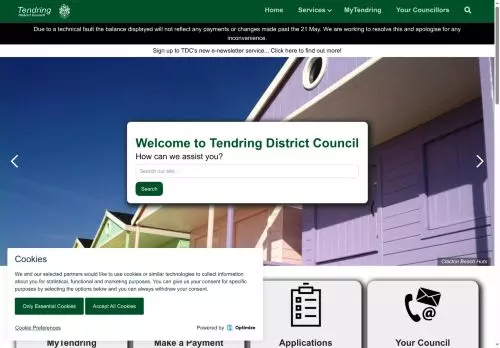 Tendring
District Council
Home
Services
MyTendring
Your Councillors
Due to a technical fault the balance displayed will not reflect any payments or changes made past the 21 May. We are working to resolve this and apologise for any
inconvenience.
Sign up to TDC's new e-newsletter service... Click here to find out more!
Welcome to Tendring District Council
How can we assist you?
Search our site...
Search
Clacton Beach Huts
Cookies
We and our selected partners would like to use cookies or similar technologies to collect information
about you for statistical, functional and marketing purposes. You can give us your consent for specific
purposes by selecting the options below and you can always withdraw your consent.
Only Essential Cookies
Accept All Cookies
Cookie Preferences
Powered by Optimize
MyTendring
Make a Payment
Applications
Your Council